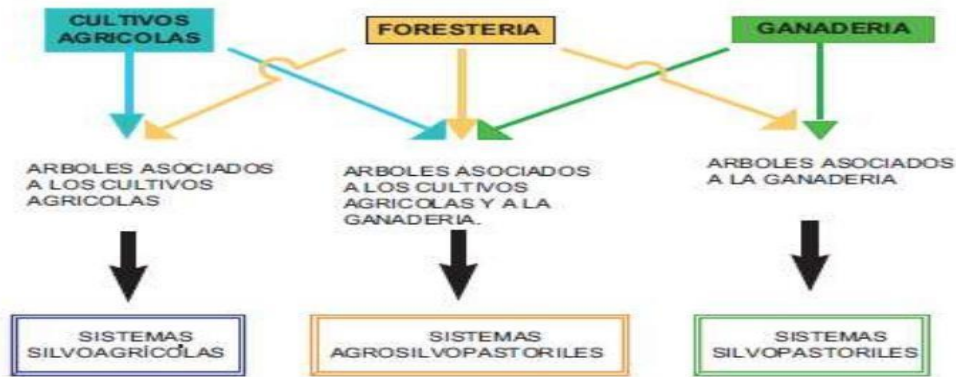 CULTIVOS
AGRICOLAS
FORESTERIA
GANADERIA
ARBOLES ASOCIADOS
A LOS CULTIVOS
AGRICOLAS
ARBOLES ASOCIADOS
A LOS CULTIVOS
AGRICOLAS Y A LA
GANADERIA.
ARBOLES ASOCIADOS
A LA GANADERIA
SISTEMAS
SILVOAGRÍCOLAS
SISTEMAS
AGROSILVOPASTORILES
SISTEMAS
SILVOPASTORILES